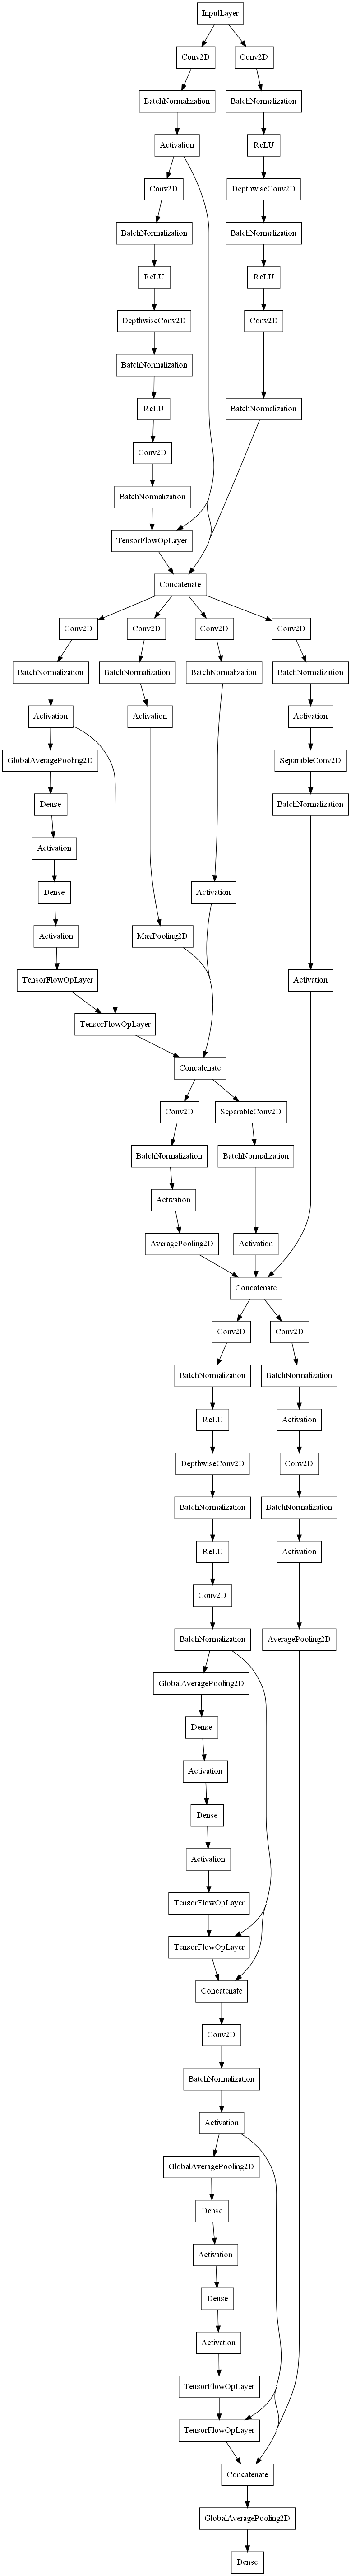 InputLayer
Conv2D
Conv2D
BatchNormalization
BatchNormalization
Activation
ReLU
Conv2D
DepthwiseConv2D
BatchNormalization
BatchNormalization
ReLU
ReLU
DepthwiseConv2D
Conv2D
BatchNormalization
ReLU
BatchNormalization
Conv2D
BatchNormalization
TensorFlowOpLayer
Concatenate
Conv2D
Conv2D
Conv2D
Conv2D
BatchNormalization
BatchNormalization
BatchNormalization
BatchNormalization
Activation
Activation
Activation
GlobalAveragePooling2D
SeparableConv2D
Dense
BatchNormalization
Activation
Dense
Activation
Activation
MaxPooling2D
TensorFlowOpLayer
Activation
TensorFlowOpLayer
Concatenate
Conv2D
SeparableConv2D
BatchNormalization
BatchNormalization
Activation
AveragePooling2D
Activation
Concatenate
Conv2D
Conv2D
BatchNormalization
BatchNormalization
ReLU
Activation
DepthwiseConv2D
Conv2D
BatchNormalization
BatchNormalization
ReLU
Activation
Conv2D
BatchNormalization
AveragePooling2D
GlobalAveragePooling2D
Dense
Activation
Dense
Activation
TensorFlowOpLayer
TensorFlowOpLayer
Concatenate
Conv2D
BatchNormalization
Activation
GlobalAveragePooling2D
Dense
Activation
Dense
Activation
TensorFlowOpLayer
TensorFlowOpLayer
Concatenate
GlobalAveragePooling2D
Dense